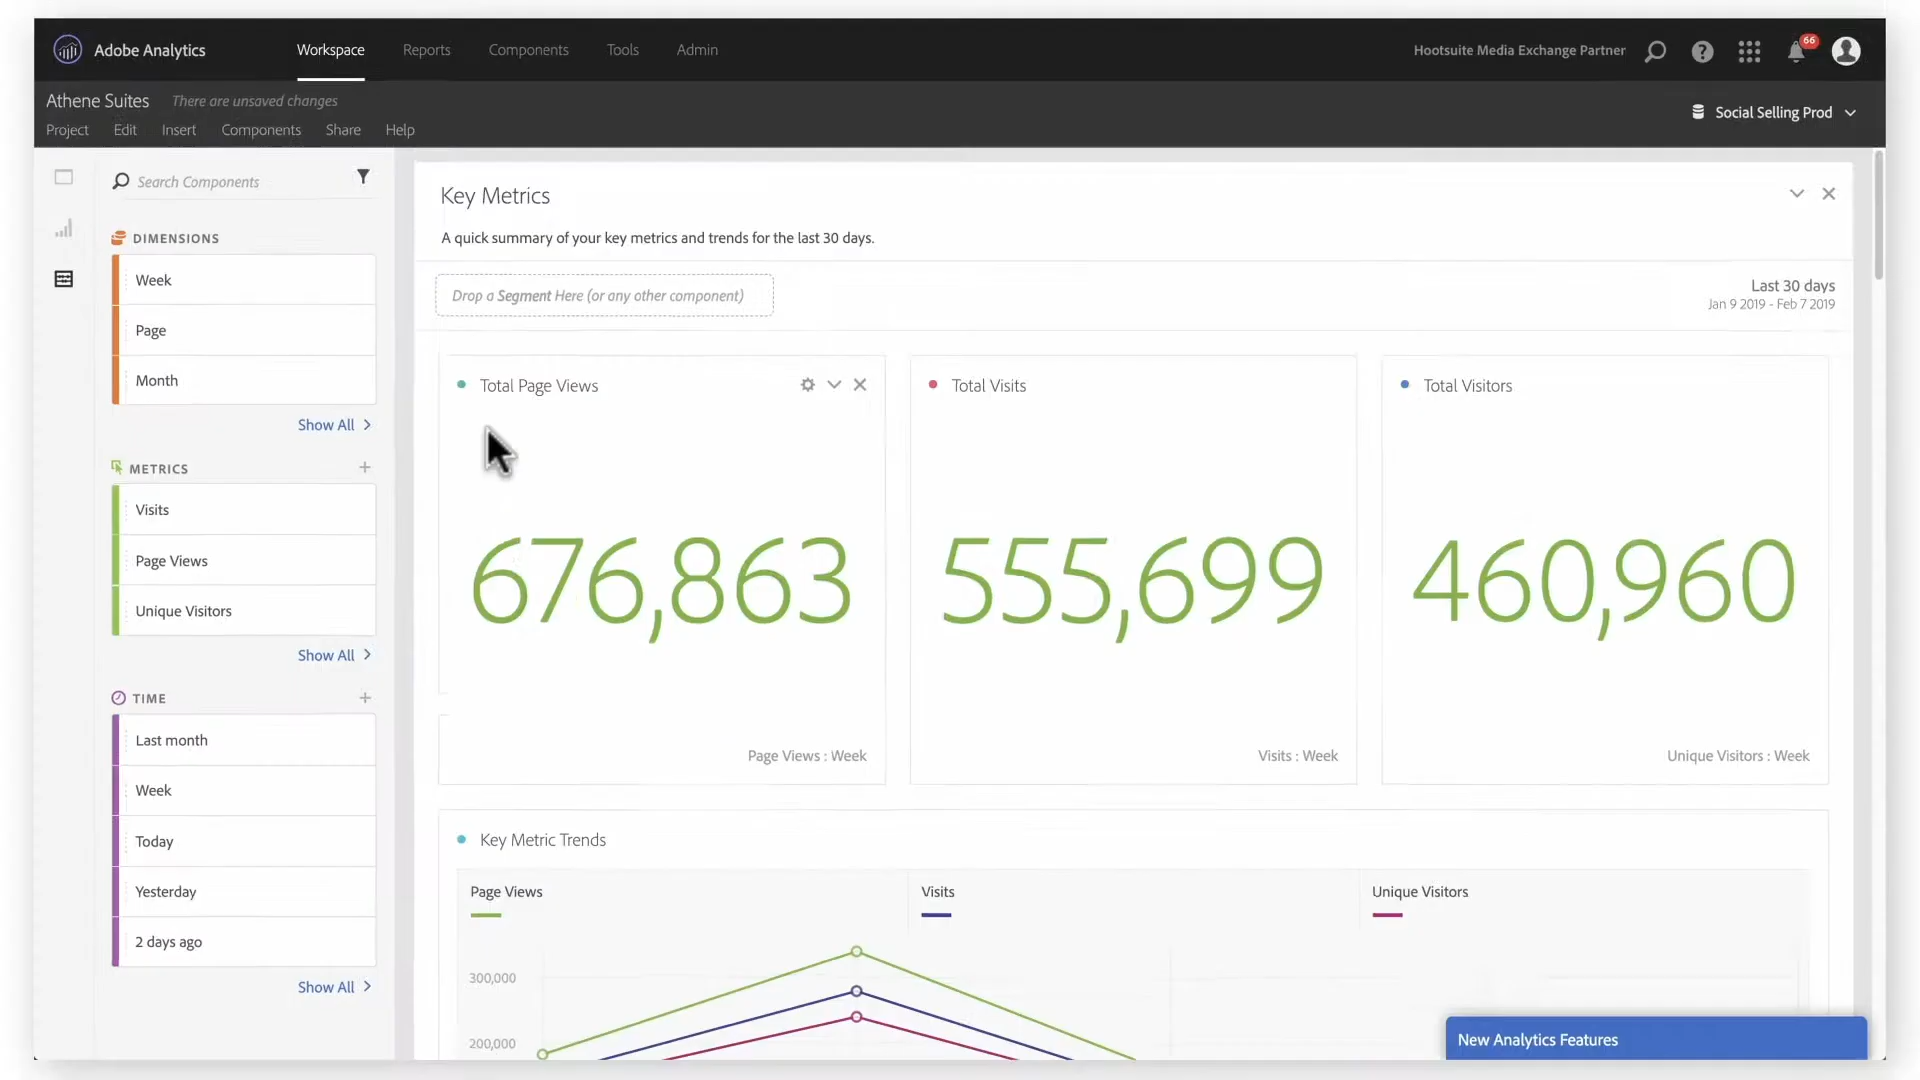 Adobe Analytics
Workspace
Reports
Components
Tools
Admin
Hootsuite Media Exchange Partner
66
Athene Suites
There are unsaved changes
Project
Edit
Insert
Components
Share
Help
Social Selling Prod
Search Components
DIMENSIONS
Week
Page
Month
Show All
METRICS
Visits
Page Views
Unique Visitors
Show All
TIME
Last month
Week
Today
Yesterday
2 days ago
Show All
Key Metrics
A quick summary of your key metrics and trends for the last 30 days.
Drop a Segment Here (or any other component)
Last 30 days
Jan 9 2019 - Feb 7 2019
Total Page Views
676,863
Page Views : Week
Total Visits
555,699
Visits : Week
Total Visitors
460,960
Unique Visitors : Week
Key Metric Trends
Page Views
Visits
Unique Visitors
300,000
200,000
New Analytics Features